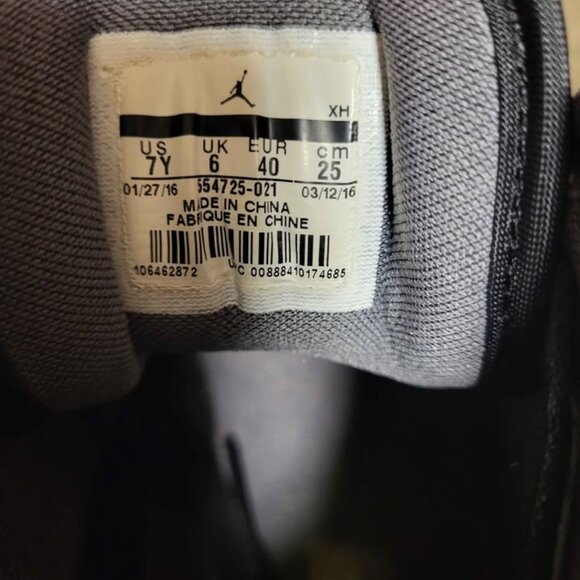 XH
US UK EUR cm
7Y 6 40 25
01/27/16 554725-021 03/12/16
MADE IN CHINA
FABRIQUE EN CHINE
106462872 UPC 00888410174685